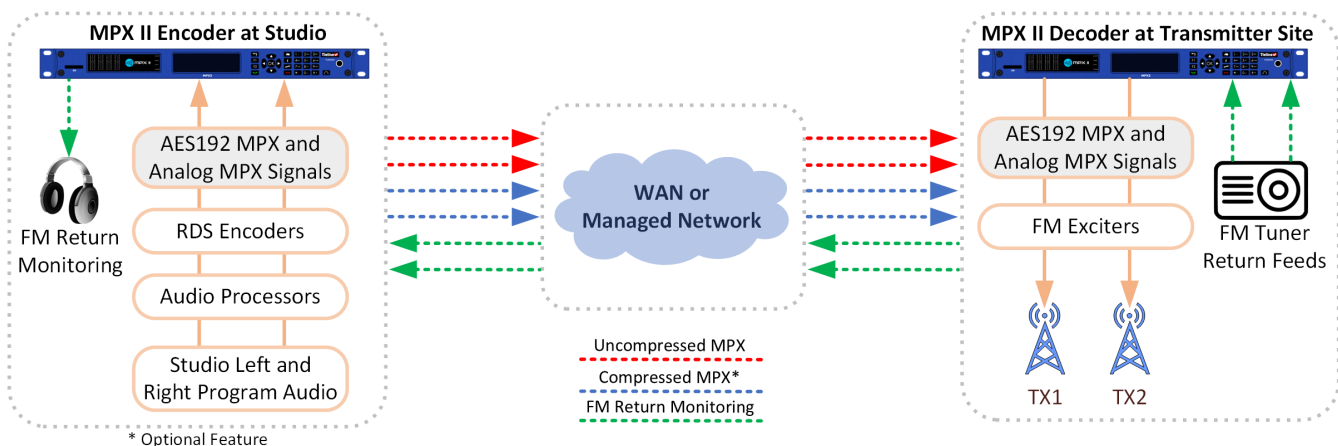 MPX II Encoder at Studio
AES192 MPX and
Analog MPX Signals
RDS Encoders
Audio Processors
Studio Left and
Right Program Audio
FM Return
Monitoring
* Optional Feature
WAN or
Managed Network
Uncompressed MPX
Compressed MPX*
FM Return Monitoring
MPX II Decoder at Transmitter Site
AES192 MPX and
Analog MPX Signals
FM Exciters
TX1
TX2
FM Tuner
Return Feeds